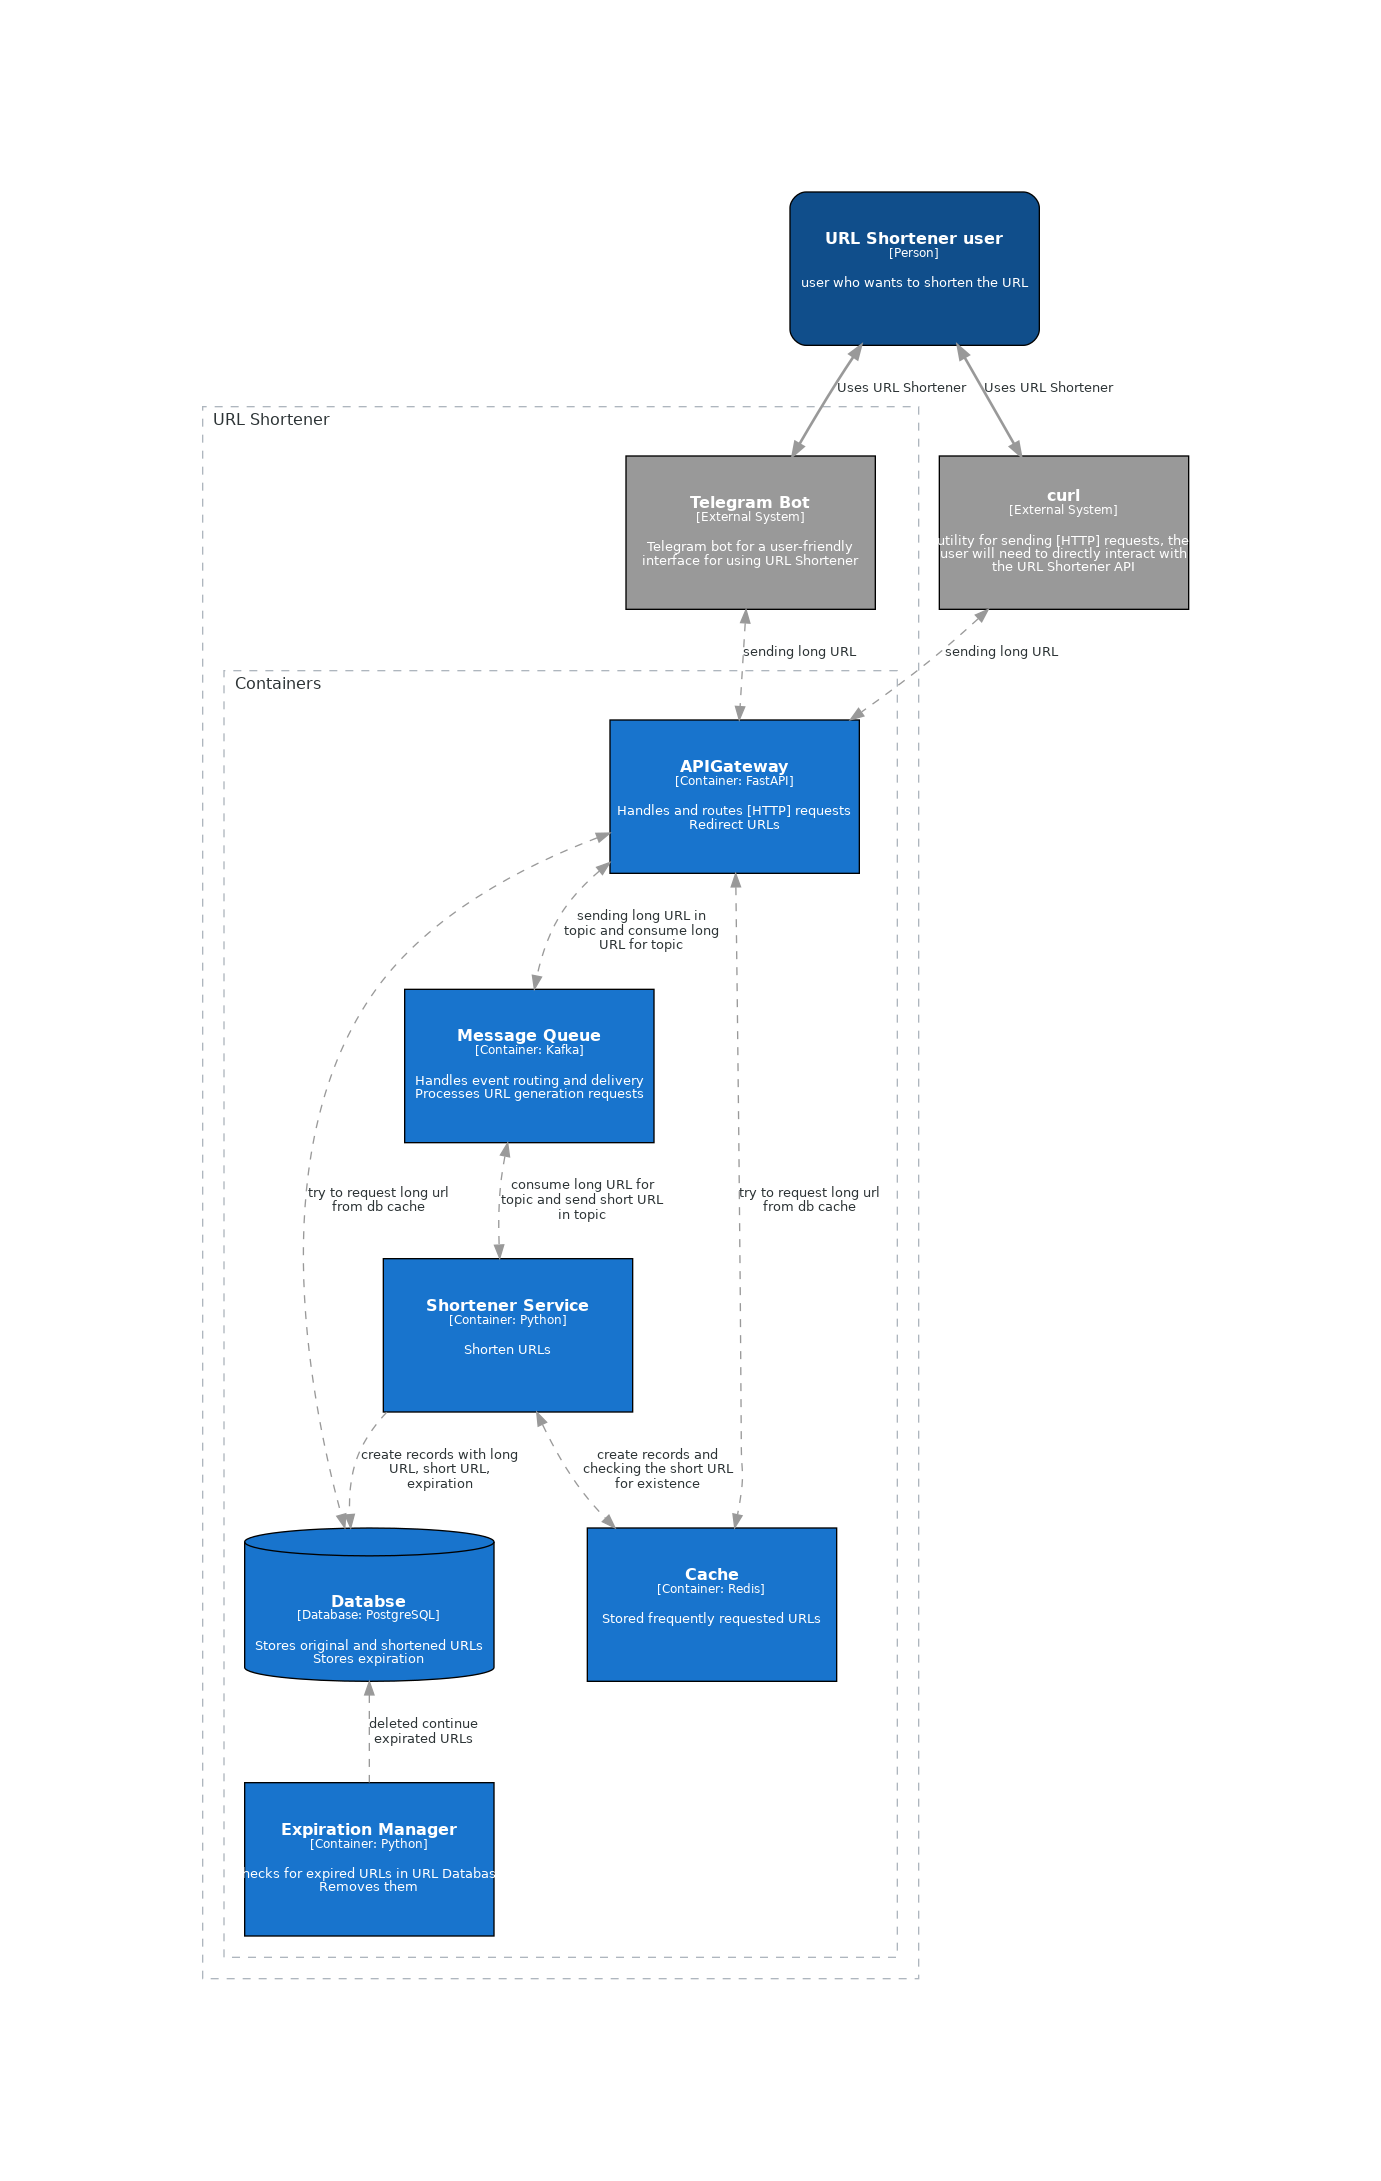 URL Shortener user
[Person]
user who wants to shorten the URL
Uses URL Shortener
Uses URL Shortener
URL Shortener
Telegram Bot
[External System]
Telegram bot for a user-friendly
interface for using URL Shortener
curl
[External System]
utility for sending [HTTP] requests, the
user will need to directly interact with
the URL Shortener API
sending long URL
sending long URL
Containers
APIGateway
[Container: FastAPI]
Handles and routes [HTTP] requests
Redirect URLs
sending long URL in
topic and consume long
URL for topic
Message Queue
[Container: Kafka]
Handles event routing and delivery
Processes URL generation requests
try to request long url
from db cache
consume long URL for
topic and send short URL
in topic
try to request long url
from db cache
Shortener Service
[Container: Python]
Shorten URLs
create records with long
URL, short URL,
expiration
create records and
checking the short URL
for existence
Databse
[Database: PostgreSQL]
Stores original and shortened URLs
Stores expiration
Cache
[Container: Redis]
Stored frequently requested URLs
deleted continue
expirated URLs
Expiration Manager
[Container: Python]
hecks for expired URLs in URL Databas
Removes them